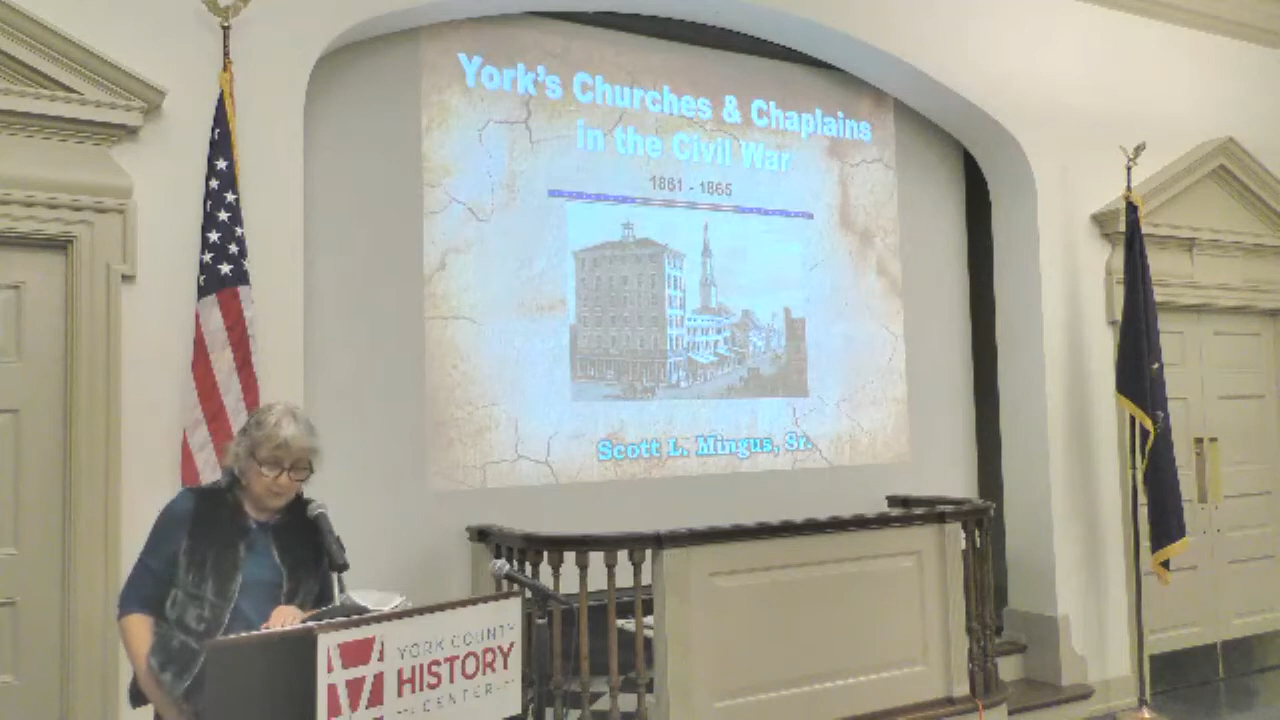 York's Churches & Chaplains
in the Civil War
1861 - 1865
Scott L. Mingus, Sr.
YORK COUNTY
HISTORY
CENTER